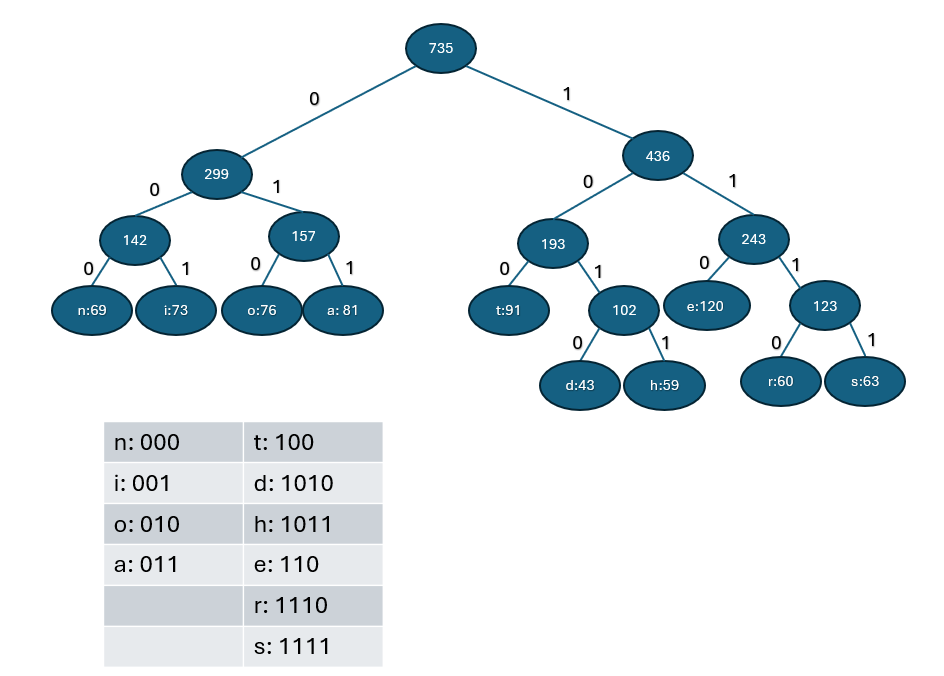 735
0
1
299
436
0
1
0
1
142
157
193
243
0
1
0
1
0
1
0
1
n:69
i:73
o:76
a: 81
t:91
102
e:120
123
0
1
0
1
d:43
h:59
r:60
s:63
n: 000
t: 100
i: 001
d: 1010
o: 010
h: 1011
a: 011
e: 110
r: 1110
s: 1111